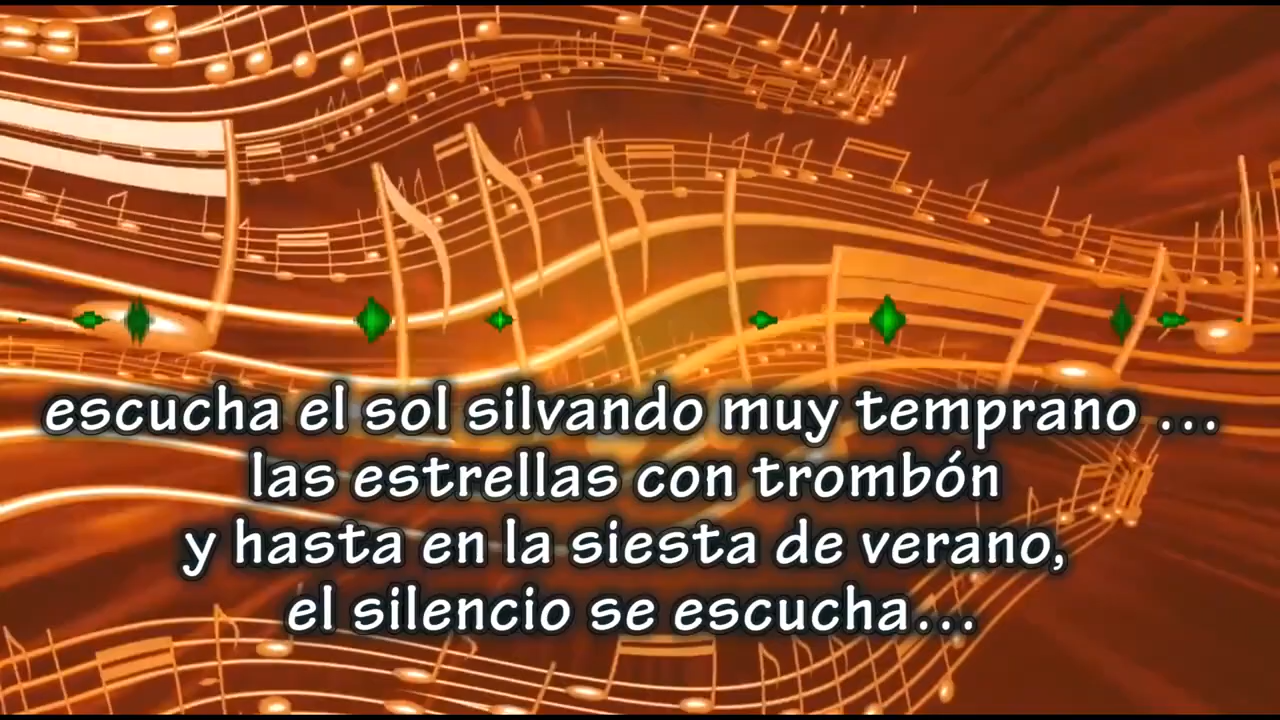 escucha el sol silvando muy temprano ...
las estrellas con trombón
y hasta en la siesta de verano,
el silencio se escucha...